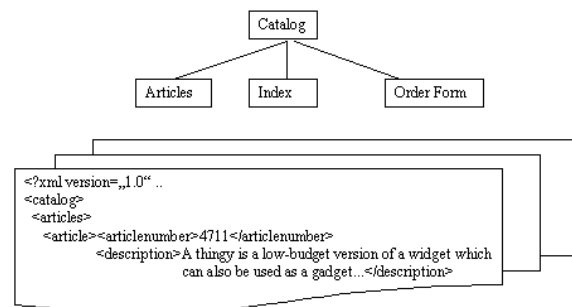 Catalog
Articles Index Order Form
<?xml version=„1.0“ ..
<catalog>
<articles>
<article><articlenumber>4711</articlenumber>
<description>A thingy is a low-budget version of a widget which
can also be used as a gadget...</description>